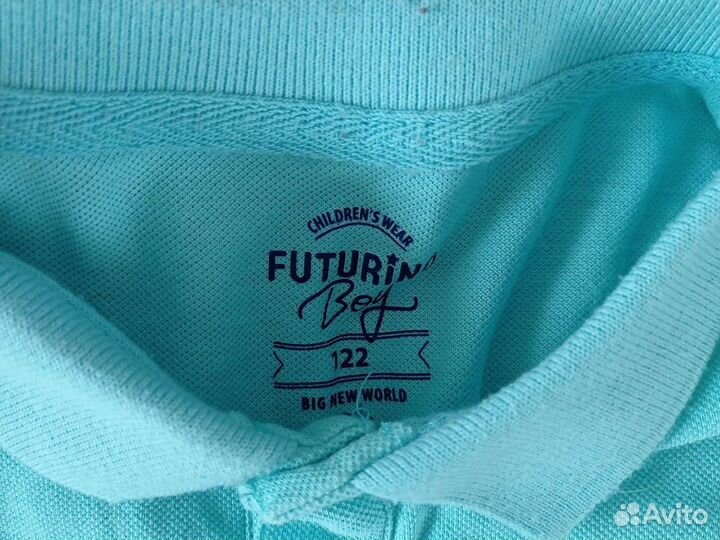 CHILDREN'S WEAR
FUTURINO
Boy
122
BIG NEW WORLD
Avito